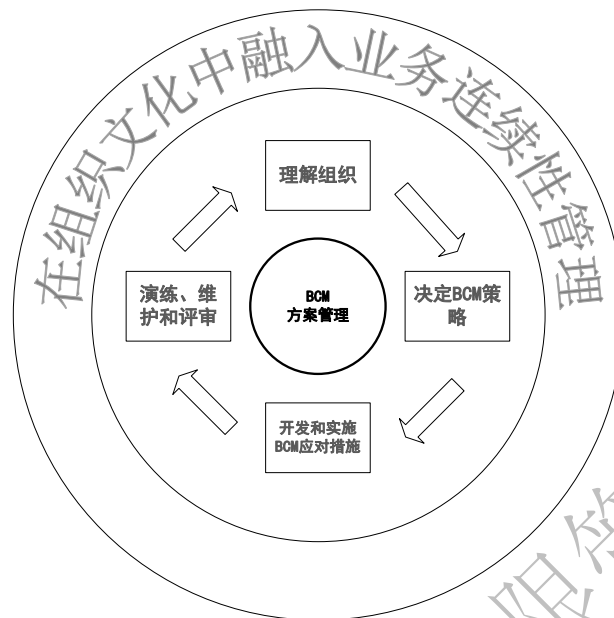 在组织文化中融入业务连续性管理
理解组织
演练、维
护和评审
BCM
方案管理
决定BCM策
略
开发和实施
BCM应对措施
限